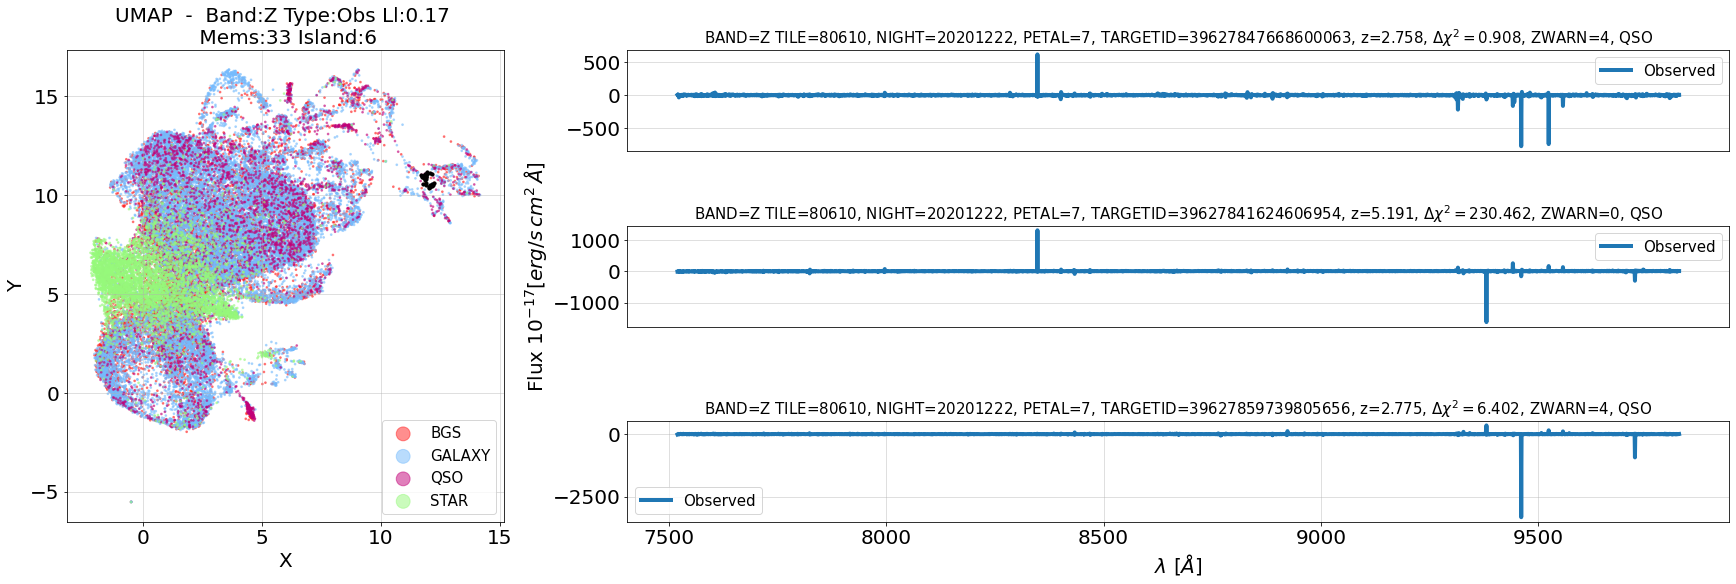 UMAP - Band:Z Type:Obs Ll:0.17
Mems:33 Island:6
15
10
5
0
−5
Y
0
5
10
15
X
BGS
GALAXY
QSO
STAR
Flux 10^{-17}[erg/s cm^2 Å]
BAND=Z TILE=80610, NIGHT=20201222, PETAL=7, TARGETID=39627847668600063, z=2.758, Δχ² = 0.908, ZWARN=4, QSO
500
0
−500
Observed
BAND=Z TILE=80610, NIGHT=20201222, PETAL=7, TARGETID=39627841624606954, z=5.191, Δχ² = 230.462, ZWARN=0, QSO
1000
0
−1000
Observed
BAND=Z TILE=80610, NIGHT=20201222, PETAL=7, TARGETID=39627859739805656, z=2.775, Δχ² = 6.402, ZWARN=4, QSO
0
−2500
Observed
7500
8000
8500
9000
9500
λ [Å]